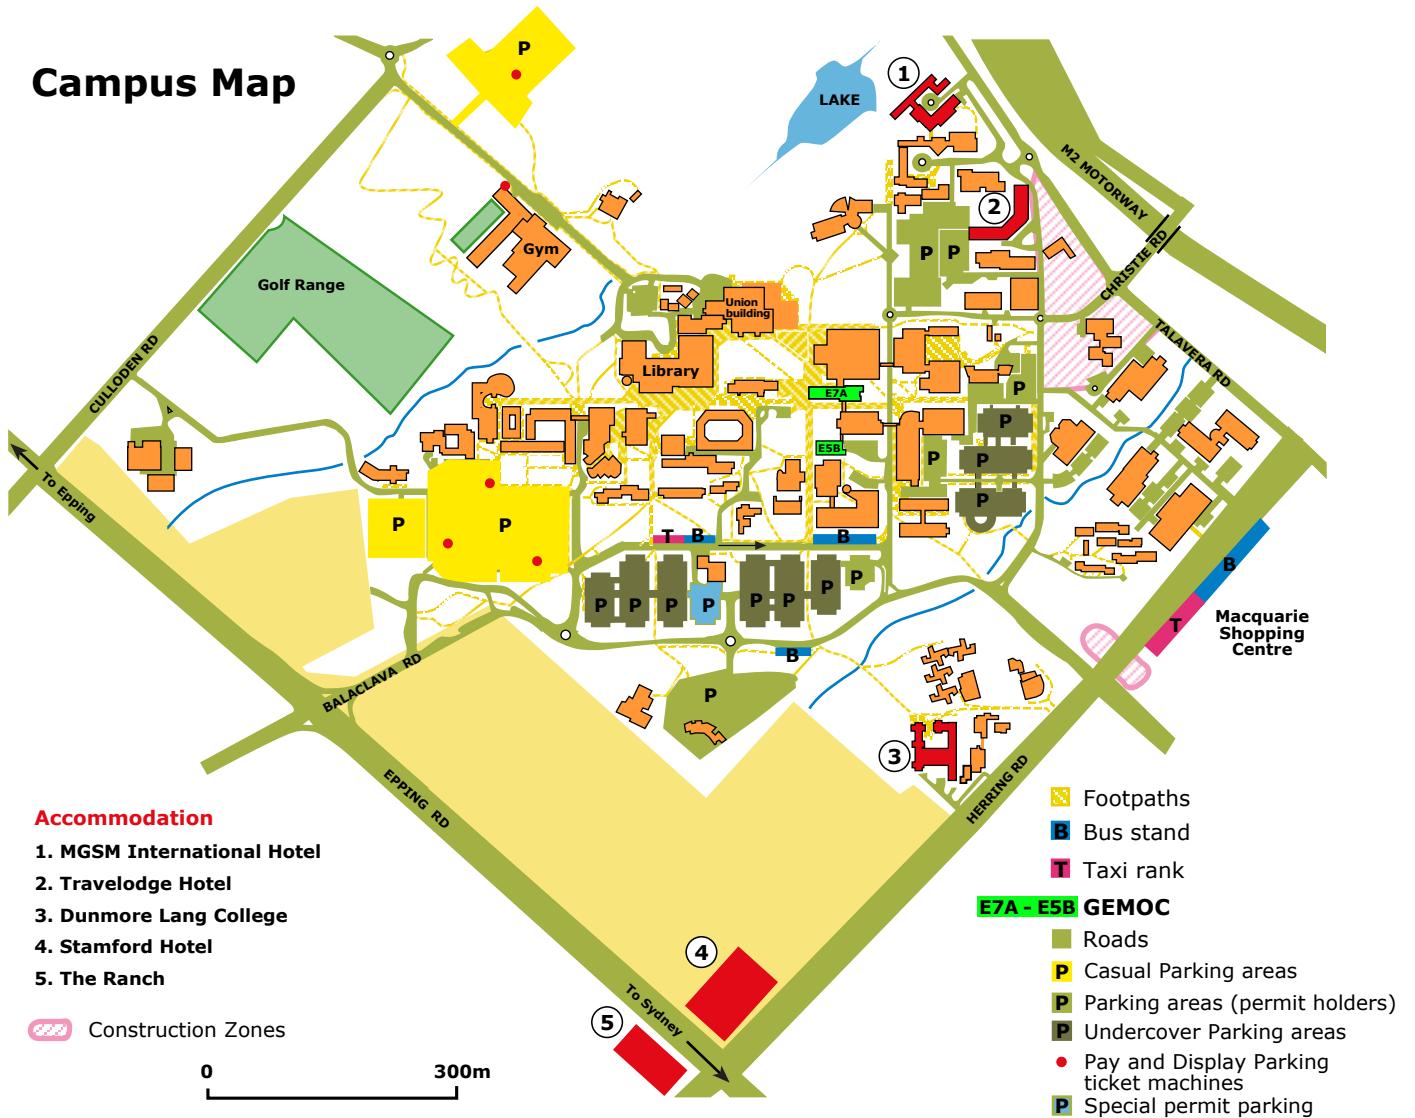 Campus Map
P
LAKE
1
M2 MOTORWAY
2
Gym
P
P
CHRISTIE RD
Golf Range
Union
building
TALAVERA RD
CULLODEN RD
Library
E7A
P
4
P
E5B
P
P
To Epping
P
P
P
T
B
B
B
P
P
P
P
P
P
P
P
P
Macquarie
Shopping
Centre
T
B
BALACLAVA RD
P
3
EPPING RD
HERRING RD
Accommodation
1. MGSM International Hotel
2. Travelodge Hotel
3. Dunmore Lang College
4. Stamford Hotel
5. The Ranch
Construction Zones
0
300m
4
To Sydney
5
Footpaths
B Bus stand
T Taxi rank
E7A - E5B GEMOC
Roads
P Casual Parking areas
P Parking areas (permit holders)
P Undercover Parking areas
Pay and Display Parking
ticket machines
P Special permit parking